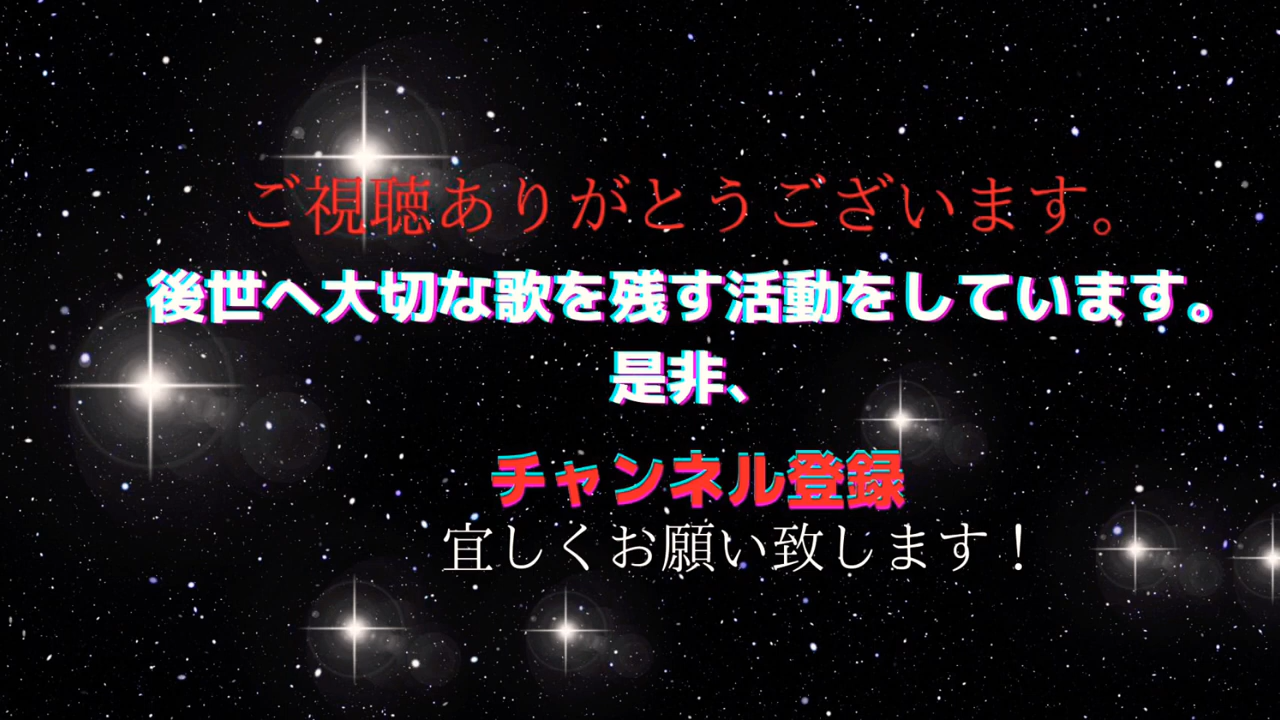 ご視聴ありがとうございます。
後世へ大切な歌を残す活動をしています。
是非、
チャンネル登録
宜しくお願い致します！